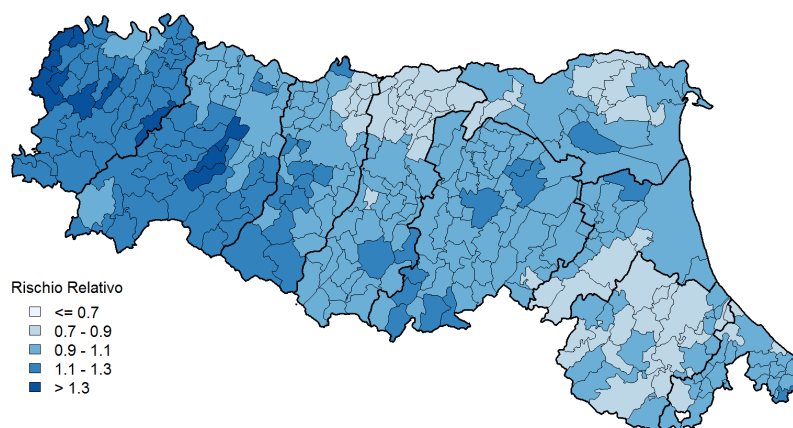 Rischio Relativo
<= 0.7
0.7 - 0.9
0.9 - 1.1
1.1 - 1.3
> 1.3